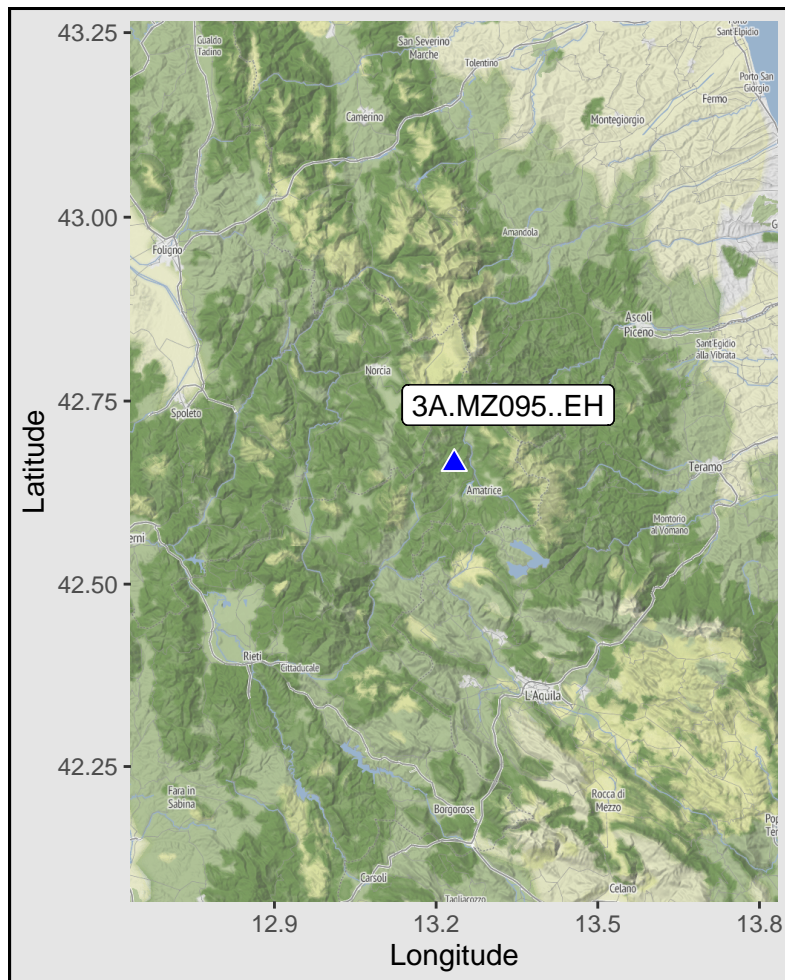 43.25
43.00
42.75
42.50
42.25
Latitude
Gualdo
Tadino
San Severino
Marche
Tolentino
Sant'Elpidio
Porto San
Giorgio
Fermo
Camerino
Montegiorgio
Foligno
Amandola
Ascoli
Piceno
Sant'Egidio
alla Vibrata
Norcia
Spoleto
3A.MZ095..EH
Teramo
Amatrice
Montorio
al Vomano
erni
Rieti
Cittaducale
L'Aquila
Fara in
Sabina
Rocca di
Mezzo
Borgorose
Carsoli
Celano
Tagliacozzo
12.9
13.2
13.5
13.8
Longitude